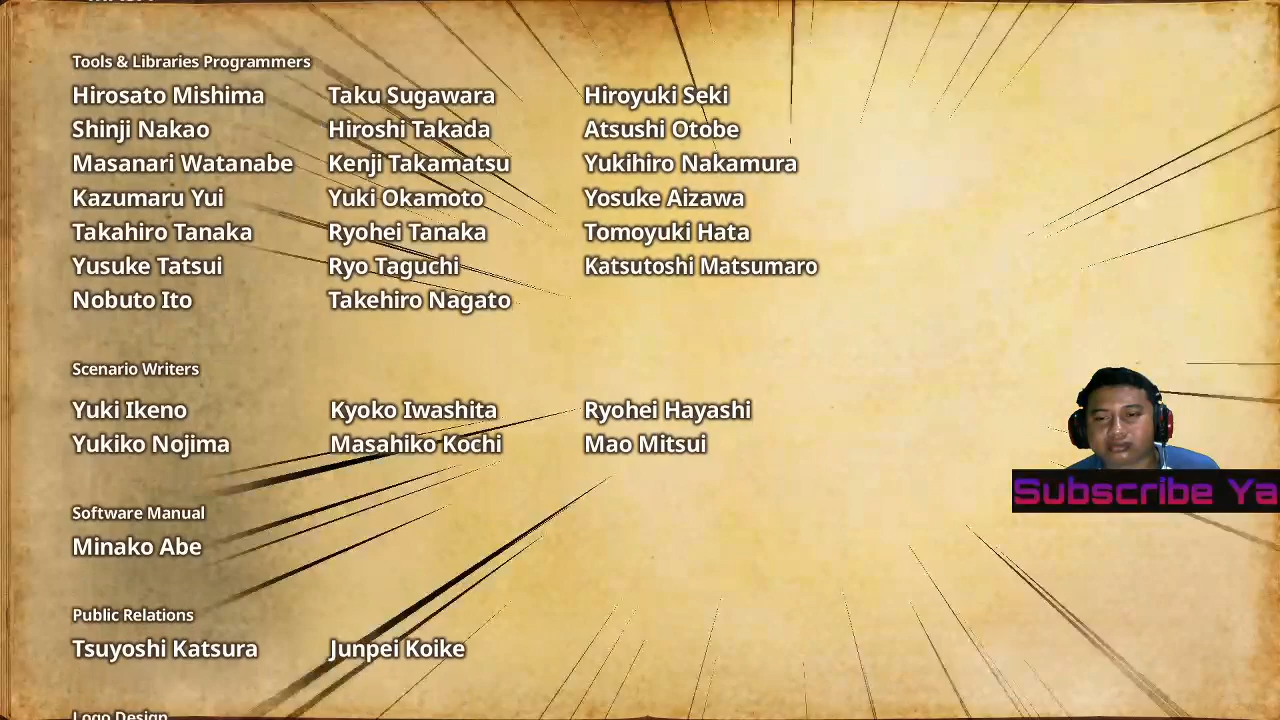 Tools & Libraries Programmers
Hirosato Mishima Taku Sugawara Hiroyuki Seki
Shinji Nakao Hiroshi Takada Atsushi Otobe
Masanari Watanabe Kenji Takamatsu Yukihiro Nakamura
Kazumaru Yui Yuki Okamoto Yosuke Aizawa
Takahiro Tanaka Ryohei Tanaka Tomoyuki Hata
Yusuke Tatsui Ryo Taguchi Katsutoshi Matsumaro
Nobuto Ito Takehiro Nagato
Scenario Writers
Yuki Ikeno Kyoko Iwashita Ryohei Hayashi
Yukiko Nojima Masahiko Kochi Mao Mitsui
Subscribe Ya
Software Manual
Minako Abe
Public Relations
Tsuyoshi Katsura Junpei Koike
Logo Design